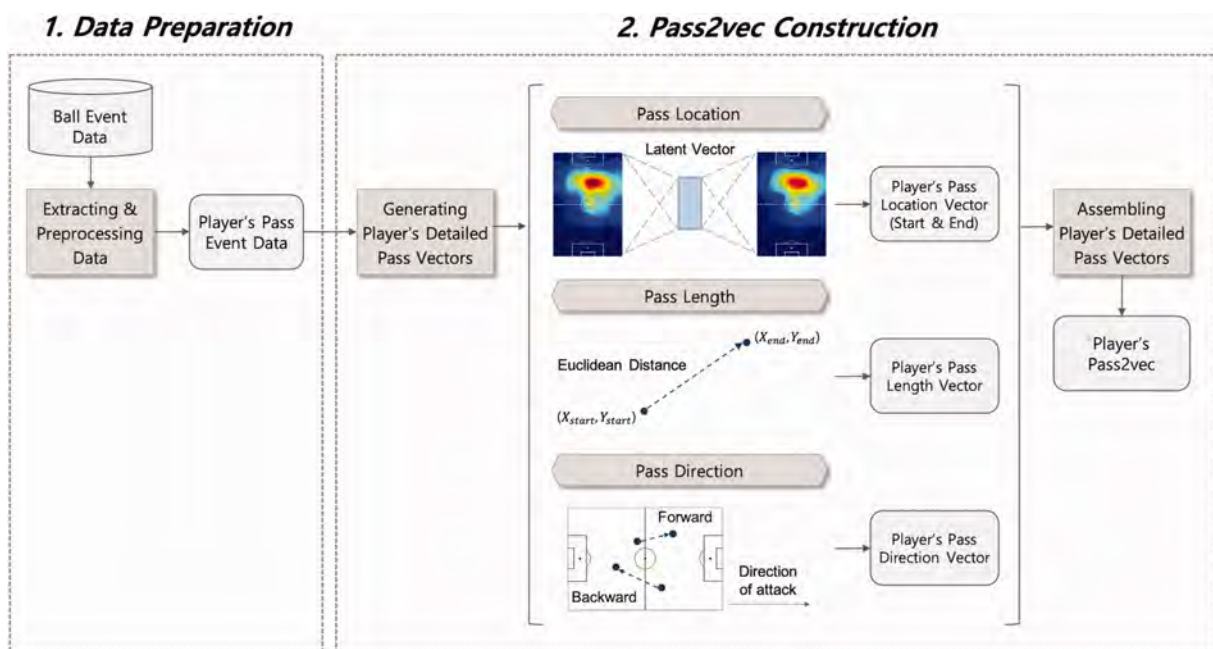 1. Data Preparation
2. Pass2vec Construction
Ball Event
Data
Extracting &
Preprocessing
Data
Player's Pass
Event Data
Generating
Player's Detailed
Pass Vectors
Pass Location
Latent Vector
Player's Pass
Location Vector
(Start & End)
Pass Length
(X_end, Y_end)
Euclidean Distance
(X_start, Y_start)
Player's Pass
Length Vector
Pass Direction
Forward
Backward
Direction
of attack
Player's Pass
Direction Vector
Assembling
Player's Detailed
Pass Vectors
Player's
Pass2vec